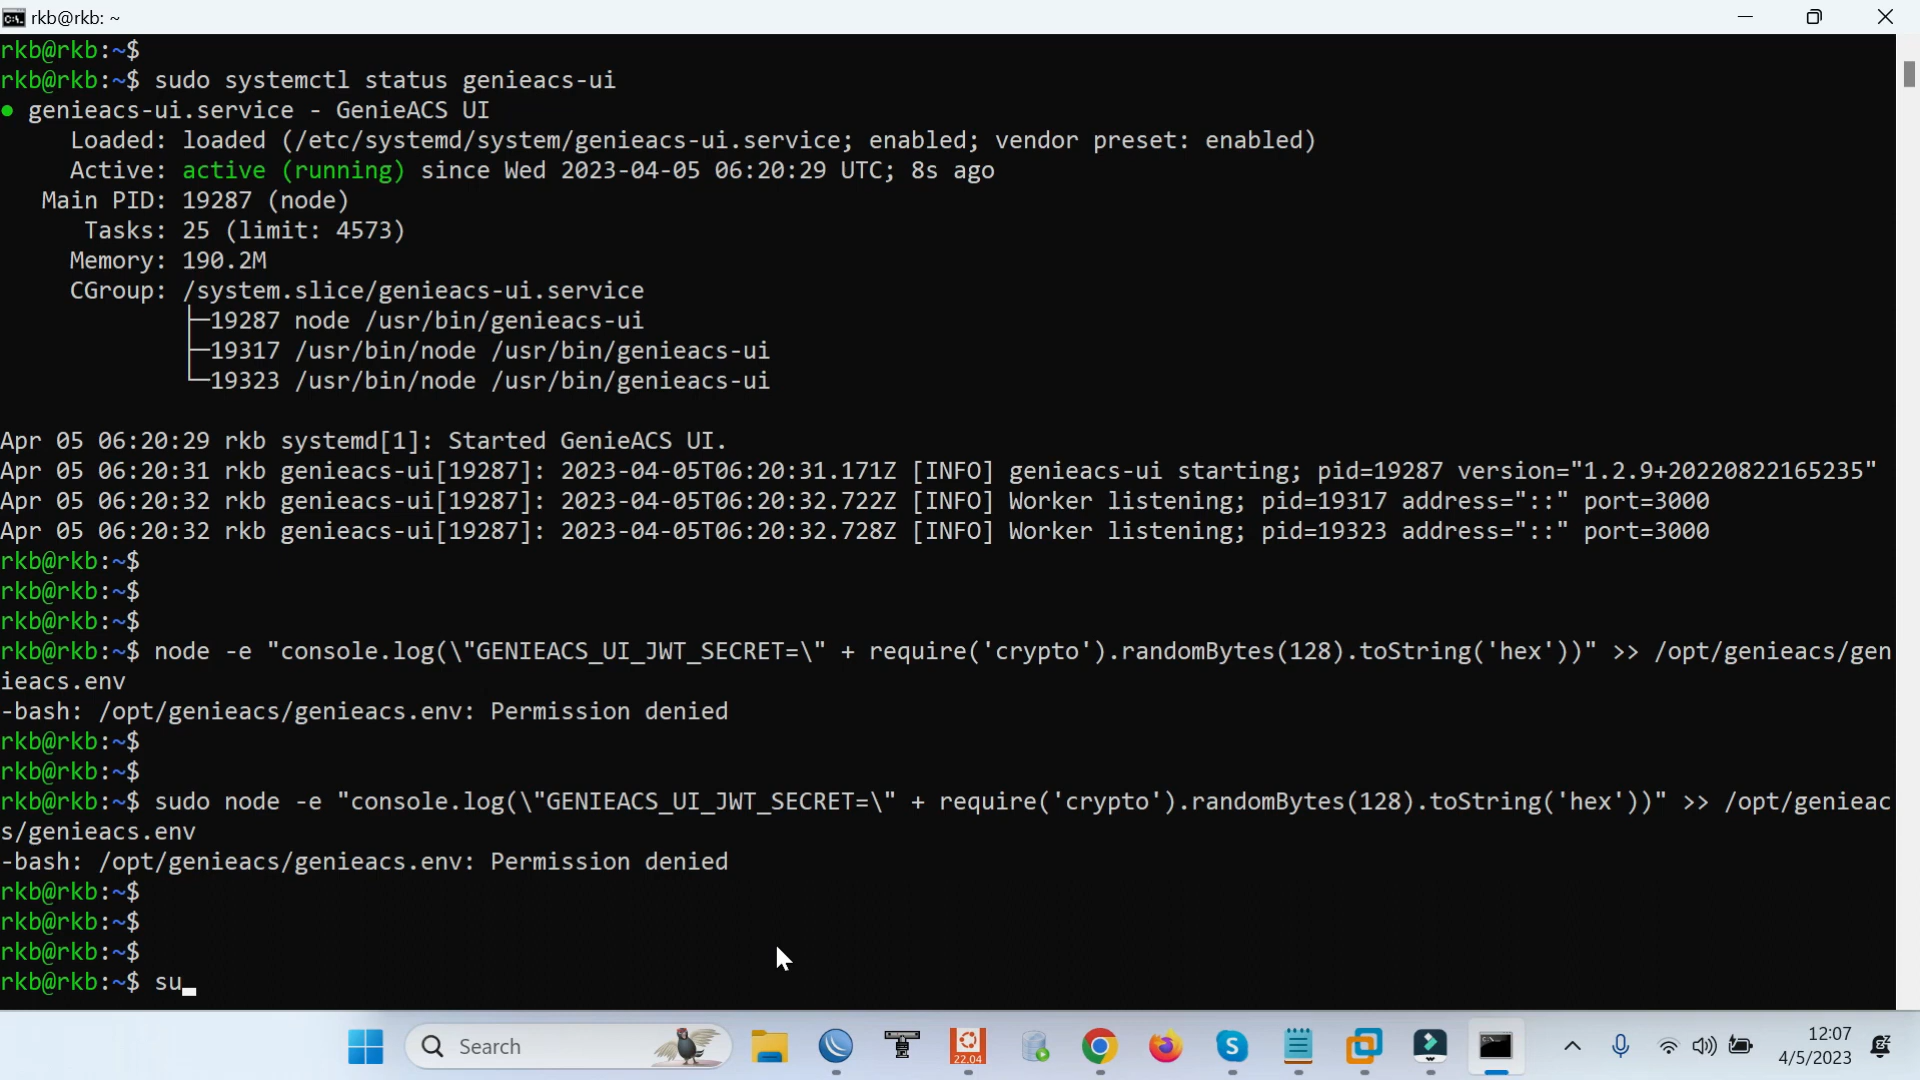 rkb@rkb: ~
rkb@rkb:~$
rkb@rkb:~$ sudo systemctl status genieacs-ui
● genieacs-ui.service - GenieACS UI
Loaded: loaded (/etc/systemd/system/genieacs-ui.service; enabled; vendor preset: enabled)
Active: active (running) since Wed 2023-04-05 06:20:29 UTC; 8s ago
Main PID: 19287 (node)
Tasks: 25 (limit: 4573)
Memory: 190.2M
CGroup: /system.slice/genieacs-ui.service
├─19287 node /usr/bin/genieacs-ui
├─19317 /usr/bin/node /usr/bin/genieacs-ui
└─19323 /usr/bin/node /usr/bin/genieacs-ui
Apr 05 06:20:29 rkb systemd[1]: Started GenieACS UI.
Apr 05 06:20:31 rkb genieacs-ui[19287]: 2023-04-05T06:20:31.171Z [INFO] genieacs-ui starting; pid=19287 version="1.2.9+20220822165235"
Apr 05 06:20:32 rkb genieacs-ui[19287]: 2023-04-05T06:20:32.722Z [INFO] Worker listening; pid=19317 address="::" port=3000
Apr 05 06:20:32 rkb genieacs-ui[19287]: 2023-04-05T06:20:32.728Z [INFO] Worker listening; pid=19323 address="::" port=3000
rkb@rkb:~$
rkb@rkb:~$
rkb@rkb:~$
rkb@rkb:~$ node -e "console.log(\"GENIEACS_UI_JWT_SECRET=\" + require('crypto').randomBytes(128).toString('hex'))" >> /opt/genieacs/gen
ieacs.env
-bash: /opt/genieacs/genieacs.env: Permission denied
rkb@rkb:~$
rkb@rkb:~$
rkb@rkb:~$ sudo node -e "console.log(\"GENIEACS_UI_JWT_SECRET=\" + require('crypto').randomBytes(128).toString('hex'))" >> /opt/genieac
s/genieacs.env
-bash: /opt/genieacs/genieacs.env: Permission denied
rkb@rkb:~$
rkb@rkb:~$
rkb@rkb:~$
rkb@rkb:~$ su
Search
22.04
12:07
4/5/2023